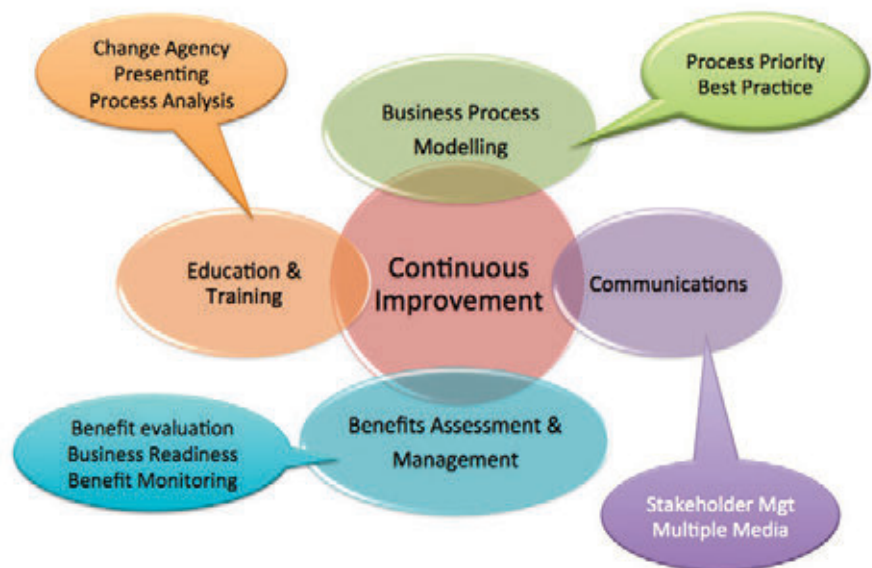 Change Agency
Presenting
Process Analysis
Process Priority
Best Practice
Business Process
Modelling
Education &
Training
Continuous
Improvement
Communications
Benefit evaluation
Business Readiness
Benefit Monitoring
Benefits Assessment &
Management
Stakeholder Mgt
Multiple Media